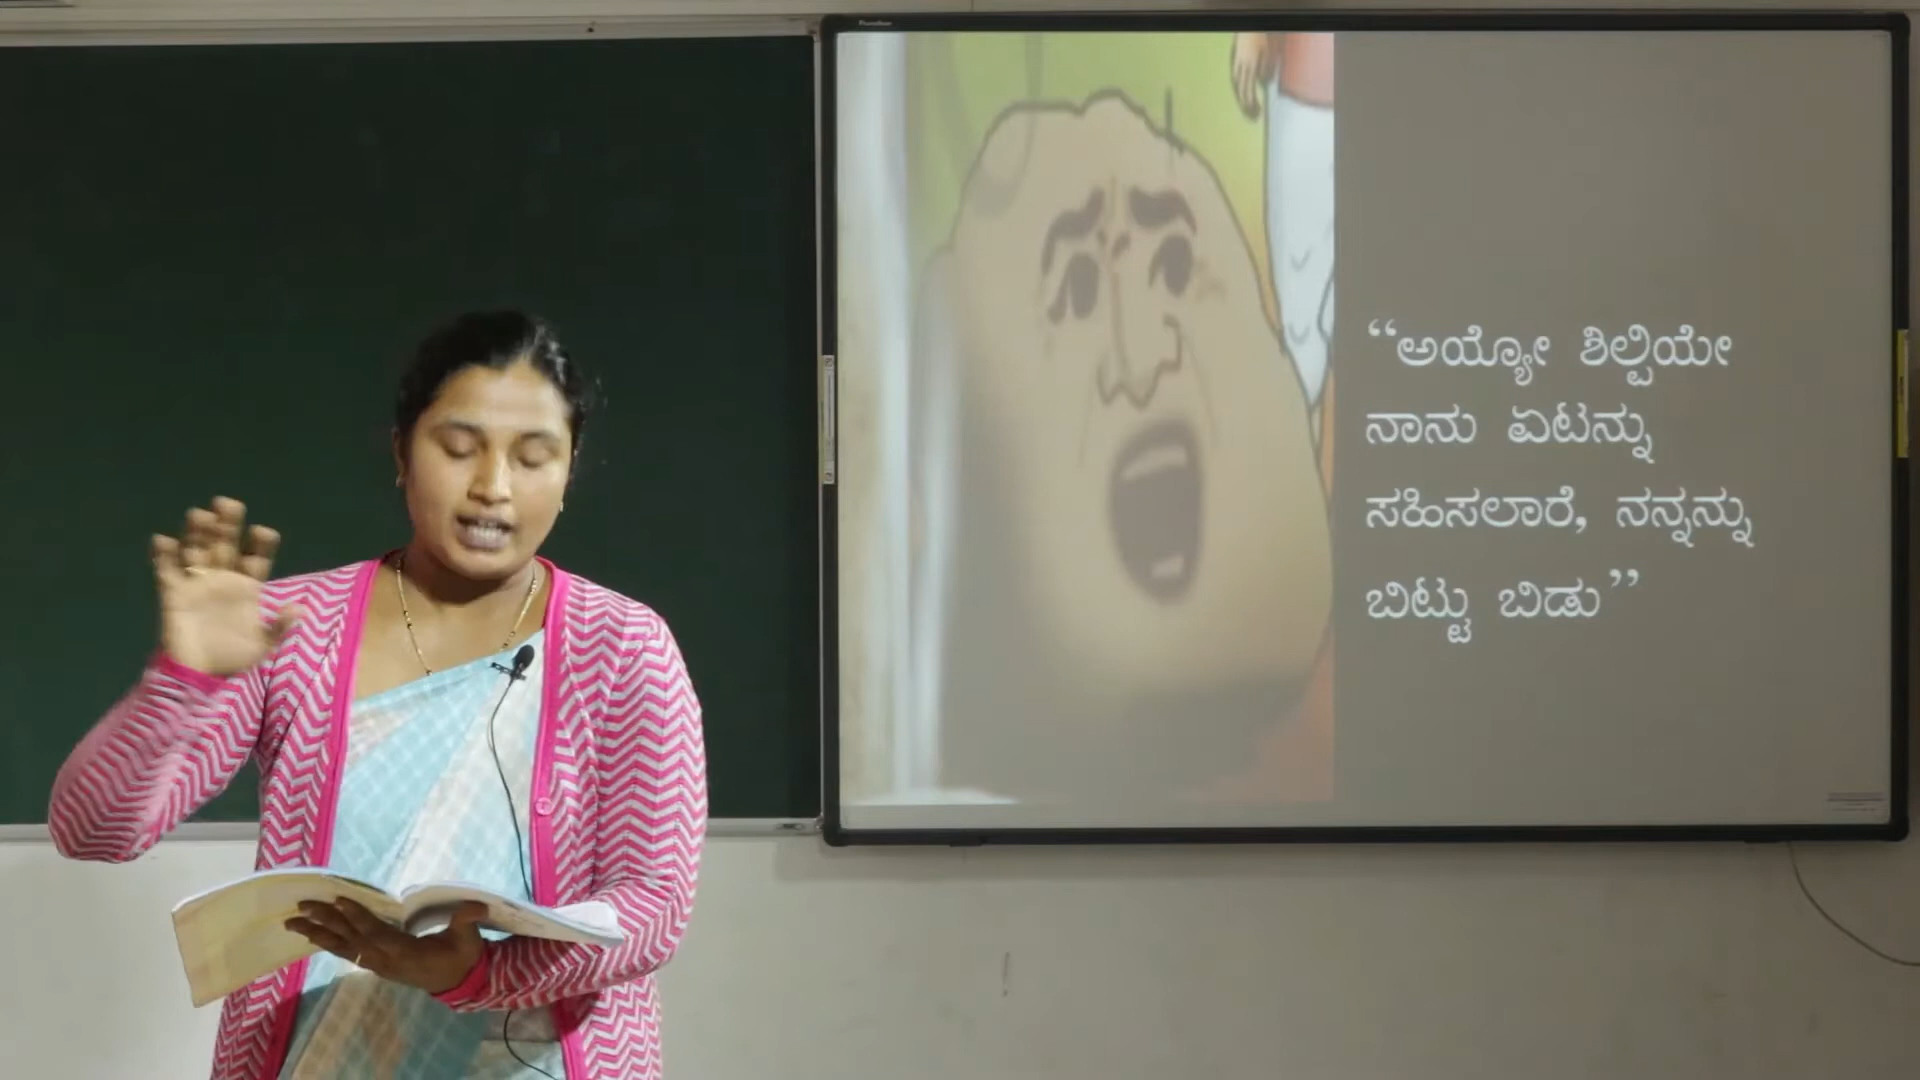 “ಅಯ್ಯೋ ಶಿಲ್ಪಿಯೇ
ನಾನು ಏಟನ್ನು
ಸಹಿಸಲಾರೆ, ನನ್ನನ್ನು
ಬಿಟ್ಟು ಬಿಡು”